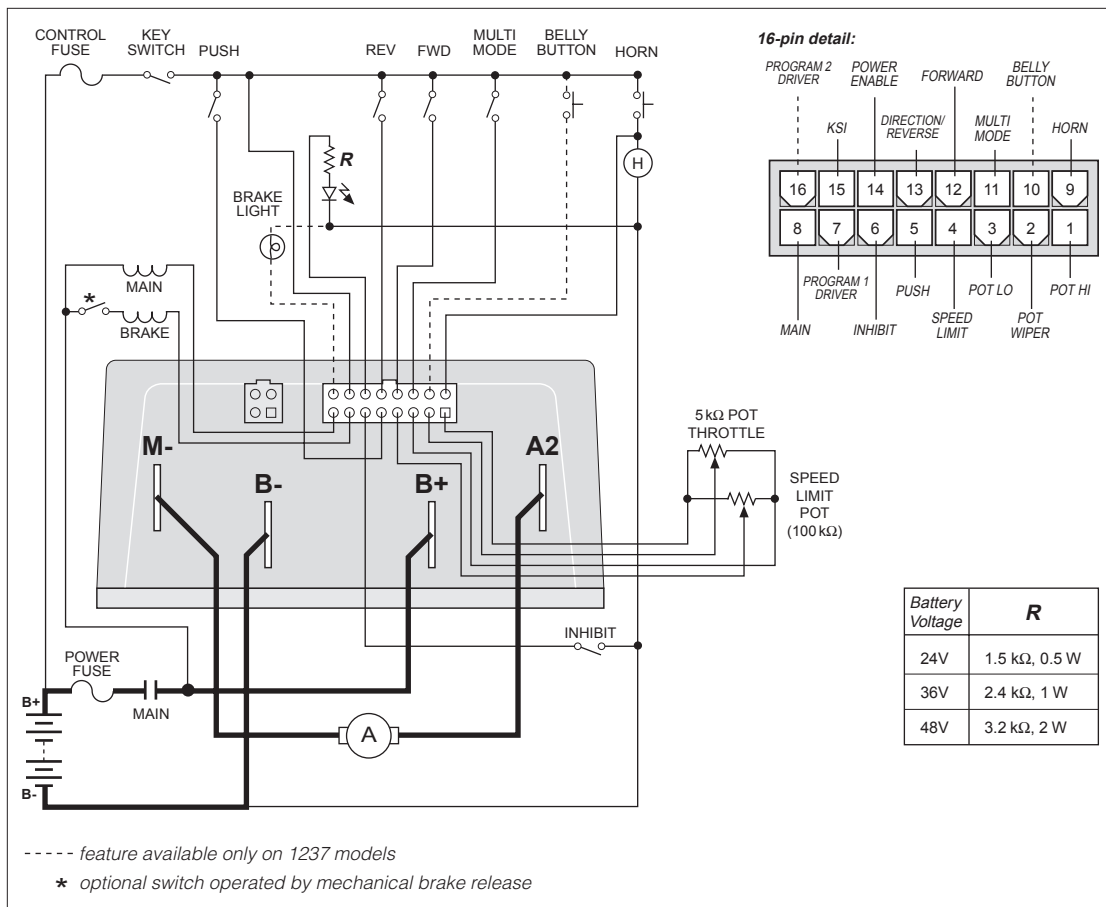 CONTROL
FUSE
KEY
SWITCH
PUSH
REV
FWD
MULTI
MODE
BELLY
BUTTON
HORN
R
H
BRAKE
LIGHT
MAIN
*
BRAKE
M-
B-
B+
A2
5 kΩ POT
THROTTLE
SPEED
LIMIT
POT
(100 kΩ)
INHIBIT
POWER
FUSE
B+
MAIN
A
B-
16-pin detail:
PROGRAM 2
DRIVER
POWER
ENABLE
FORWARD
BELLY
BUTTON
KSI
DIRECTION/
REVERSE
MULTI
MODE
HORN
16 15 14 13 12 11 10 9
8 7 6 5 4 3 2 1
PROGRAM 1
DRIVER
PUSH
POT LO
POT HI
MAIN
INHIBIT
SPEED
LIMIT
POT
WIPER
Battery
Voltage
R
24V 1.5 kΩ, 0.5 W
36V 2.4 kΩ, 1 W
48V 3.2 kΩ, 2 W
----- feature available only on 1237 models
* optional switch operated by mechanical brake release